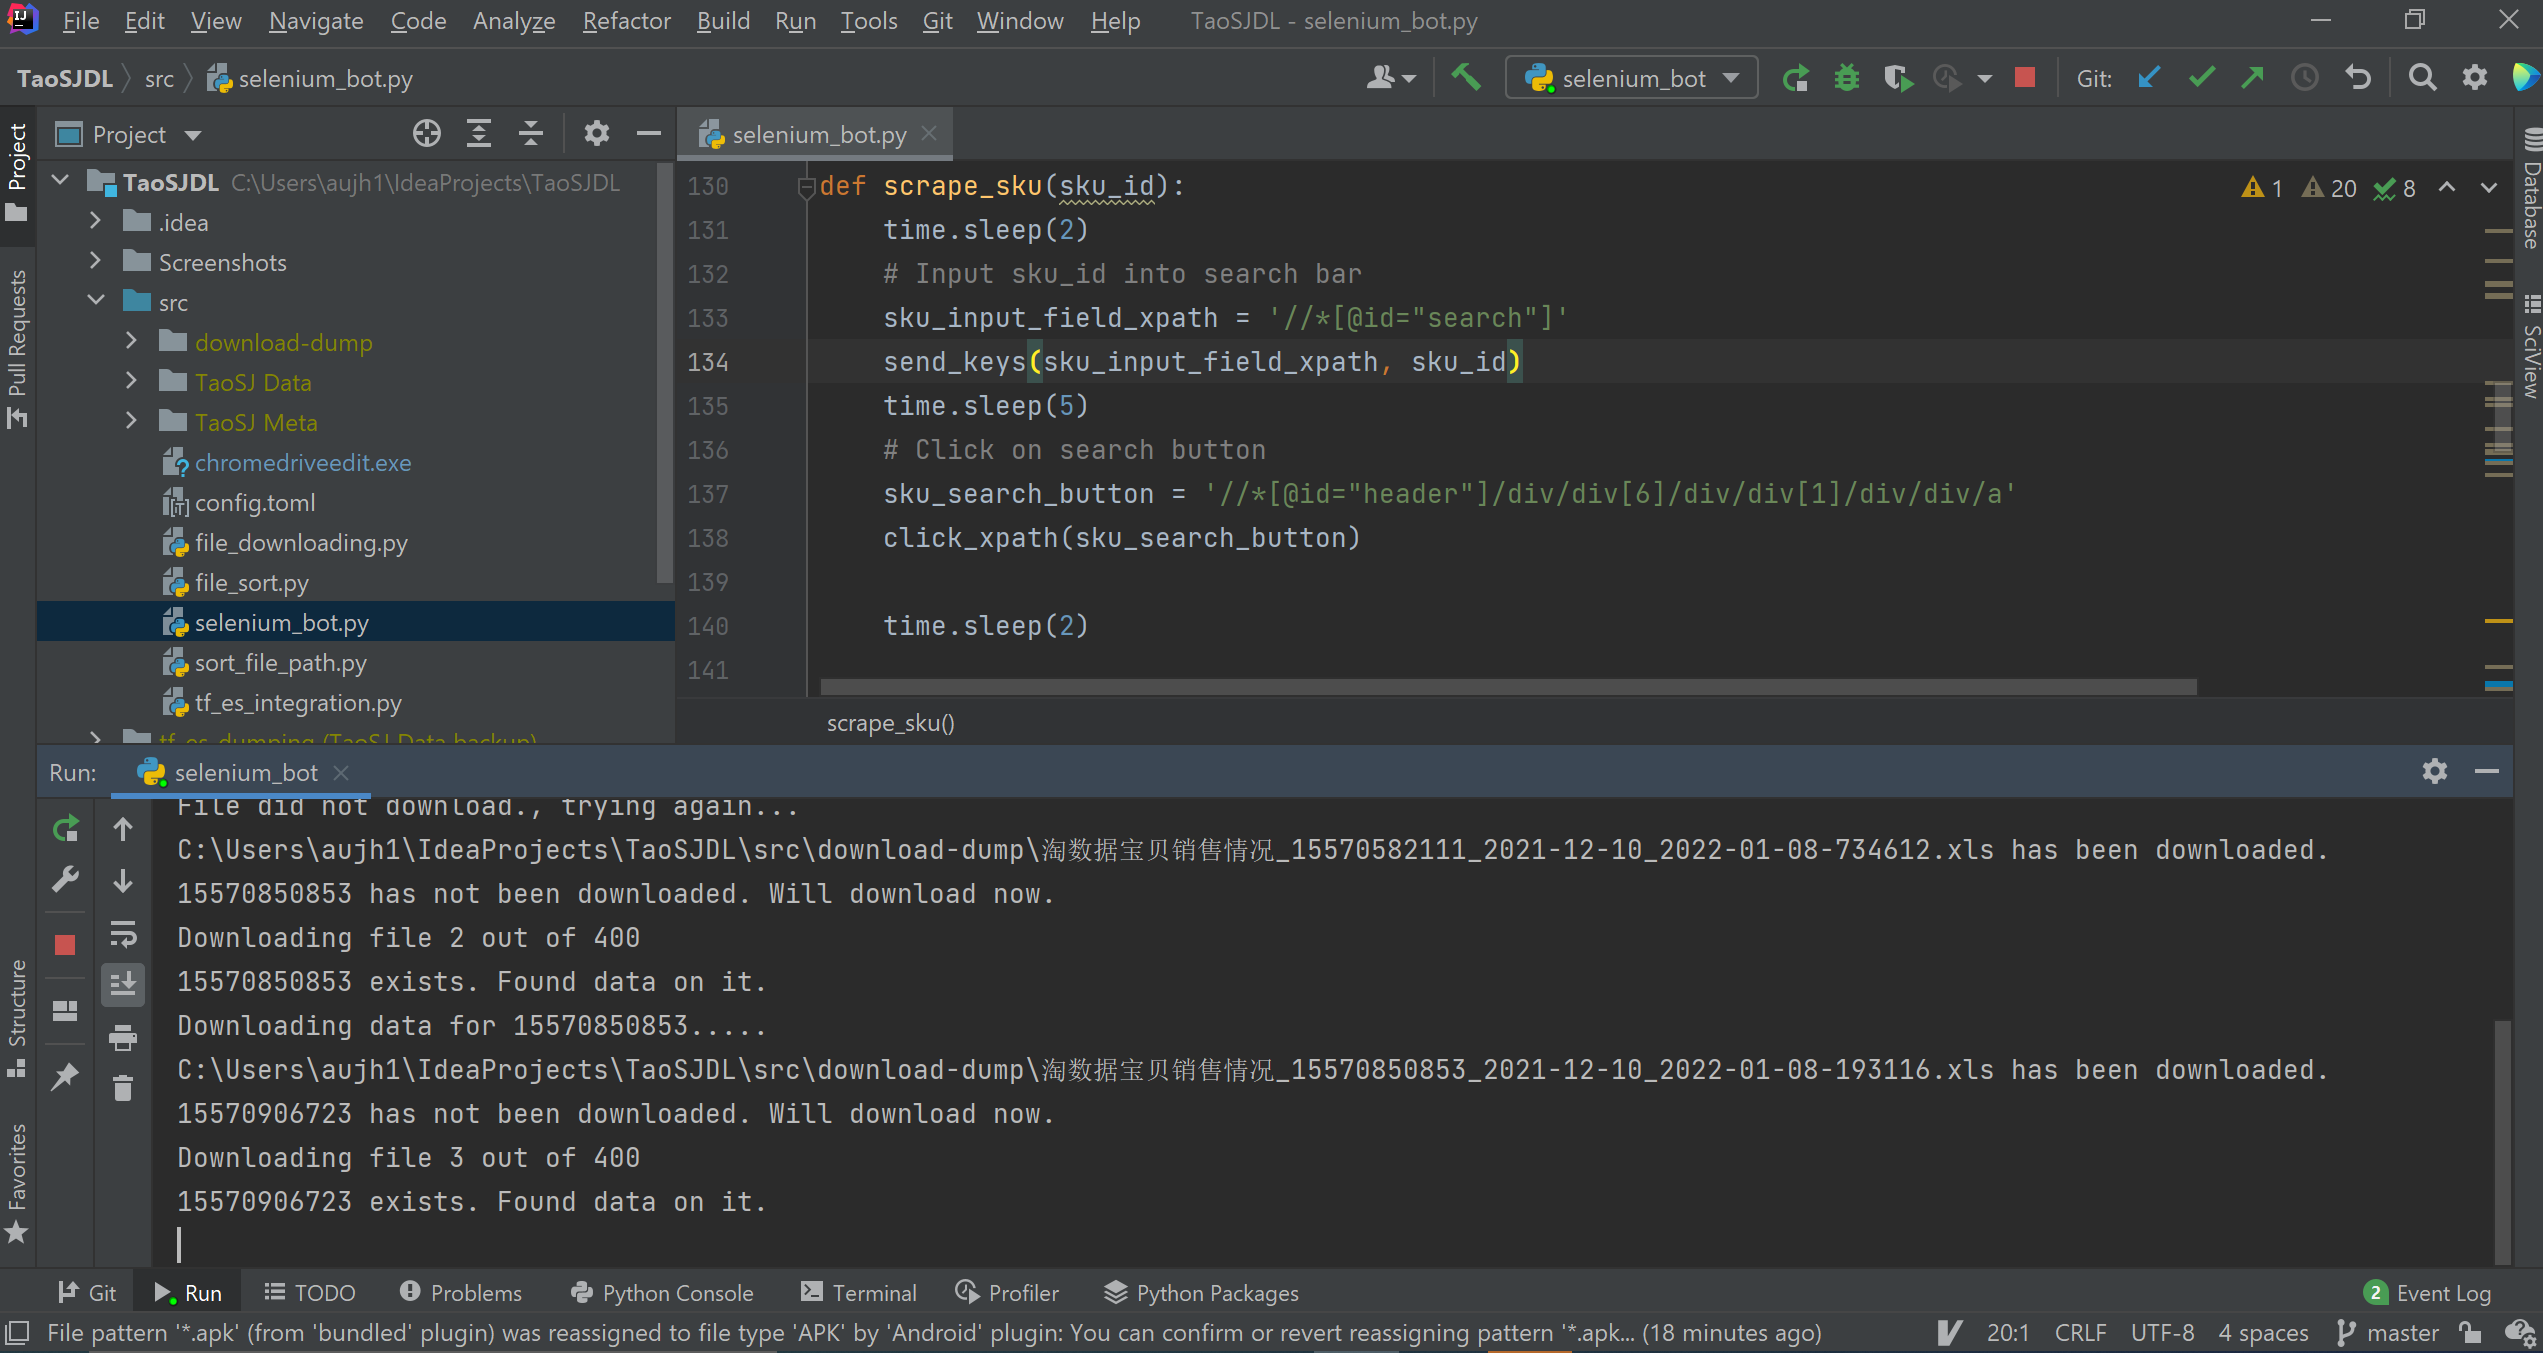 File Edit View Navigate Code Analyze Refactor Build Run Tools Git Window Help TaoSJDL - selenium_bot.py
TaoSJDL src selenium_bot.py selenium_bot Git:
Project selenium_bot.py
Project
Pull Requests
Structure
Favorites
Database
SciView
TaoSJDL C:\Users\aujh1\IdeaProjects\TaoSJDL
.idea
Screenshots
src
download-dump
TaoSJ Data
TaoSJ Meta
chromedriveedit.exe
config.toml
file_downloading.py
file_sort.py
selenium_bot.py
sort_file_path.py
tf_es_integration.py
tf_es_dumping (TaoSJ Data backup)
1 20 8
130 def scrape_sku(sku_id):
131 time.sleep(2)
132 # Input sku_id into search bar
133 sku_input_field_xpath = '//*[@id="search"]'
134 send_keys(sku_input_field_xpath, sku_id)
135 time.sleep(5)
136 # Click on search button
137 sku_search_button = '//*[@id="header"]/div/div[6]/div/div[1]/div/div/a'
138 click_xpath(sku_search_button)
139
140 time.sleep(2)
141
scrape_sku()
Run: selenium_bot
File did not download., trying again...
C:\Users\aujh1\IdeaProjects\TaoSJDL\src\download-dump\淘数据宝贝销售情况_15570582111_2021-12-10_2022-01-08-734612.xls has been downloaded.
15570850853 has not been downloaded. Will download now.
Downloading file 2 out of 400
15570850853 exists. Found data on it.
Downloading data for 15570850853.....
C:\Users\aujh1\IdeaProjects\TaoSJDL\src\download-dump\淘数据宝贝销售情况_15570850853_2021-12-10_2022-01-08-193116.xls has been downloaded.
15570906723 has not been downloaded. Will download now.
Downloading file 3 out of 400
15570906723 exists. Found data on it.
Git Run TODO Problems Python Console Terminal Profiler Python Packages 2 Event Log
File pattern '*.apk' (from 'bundled' plugin) was reassigned to file type 'APK' by 'Android' plugin: You can confirm or revert reassigning pattern '*.apk... (18 minutes ago) 20:1 CRLF UTF-8 4 spaces master